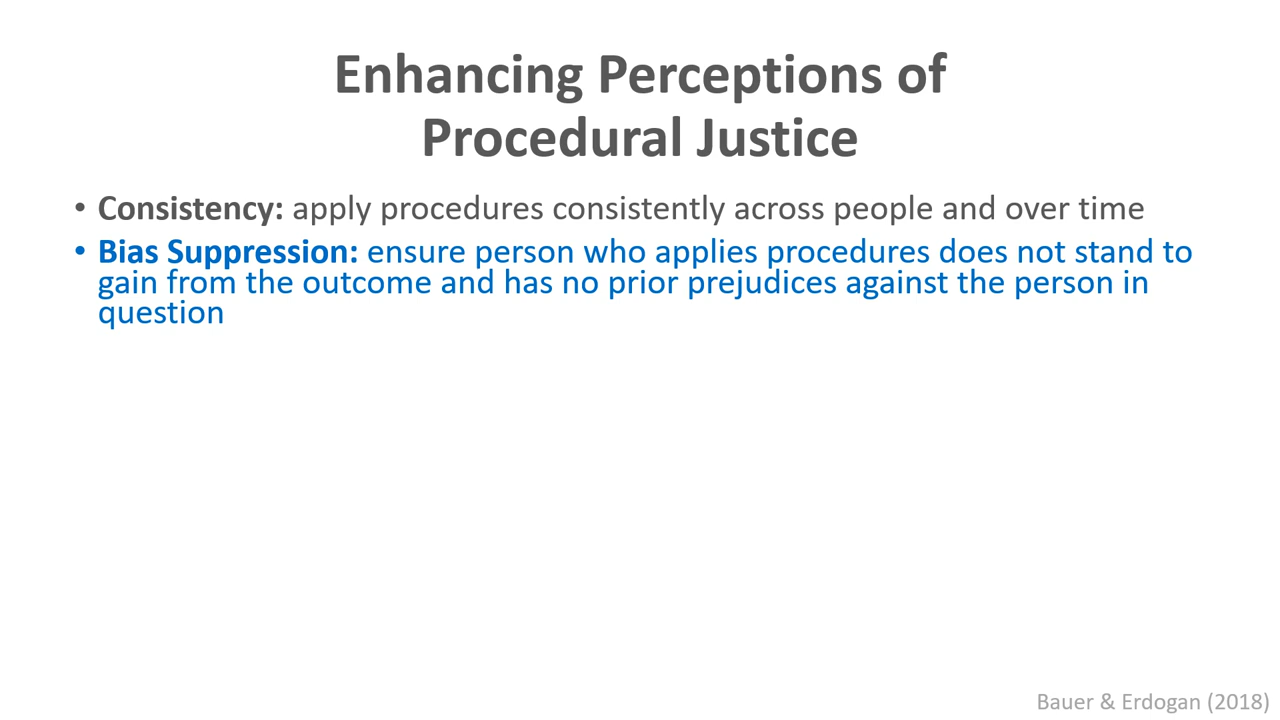 Enhancing Perceptions of
Procedural Justice
• Consistency: apply procedures consistently across people and over time
• Bias Suppression: ensure person who applies procedures does not stand to
gain from the outcome and has no prior prejudices against the person in
question
Bauer & Erdogan (2018)